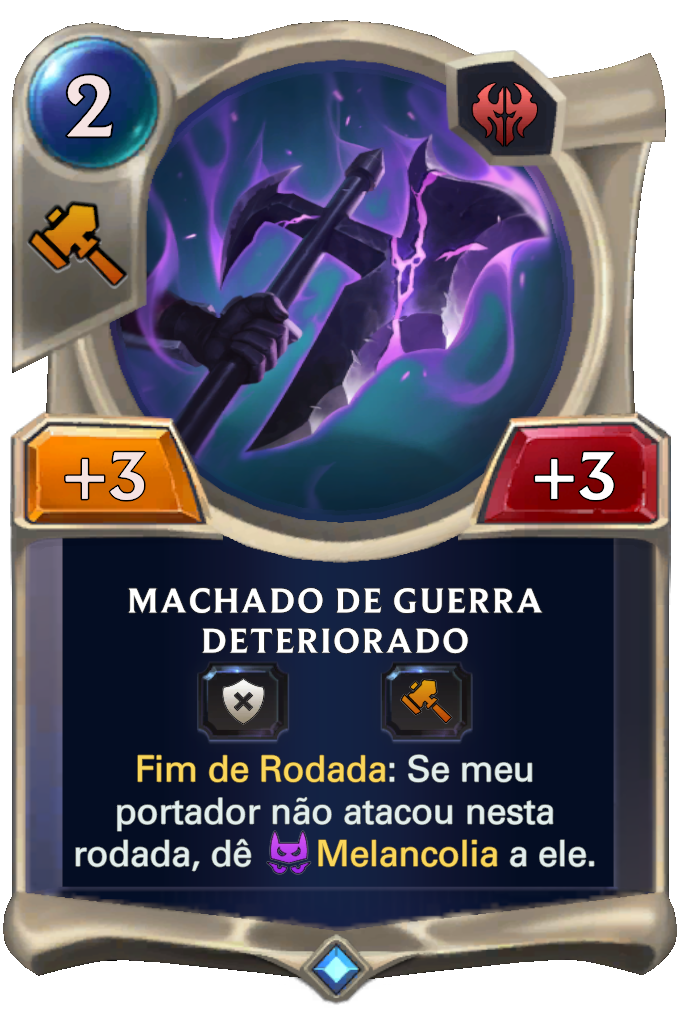 2
+3
+3
MACHADO DE GUERRA
DETERIORADO
Fim de Rodada: Se meu
portador não atacou nesta
rodada, dê Melancolia a ele.